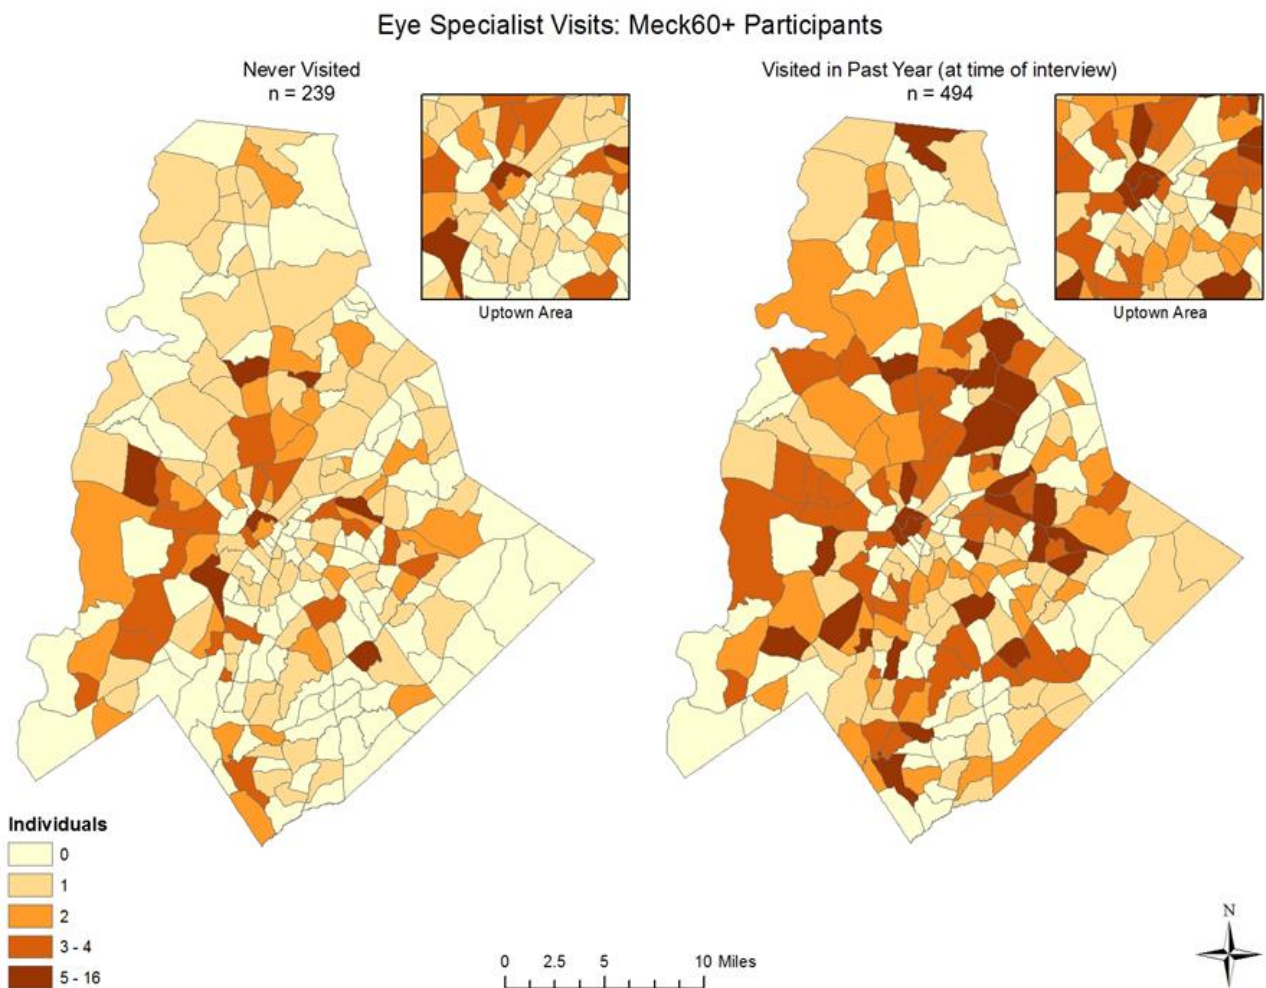 Eye Specialist Visits: Meck60+ Participants
Never Visited
n = 239
Visited in Past Year (at time of interview)
n = 494
Uptown Area
Uptown Area
Individuals
0
1
2
3 - 4
5 - 16
0 2.5 5 10 Miles
N